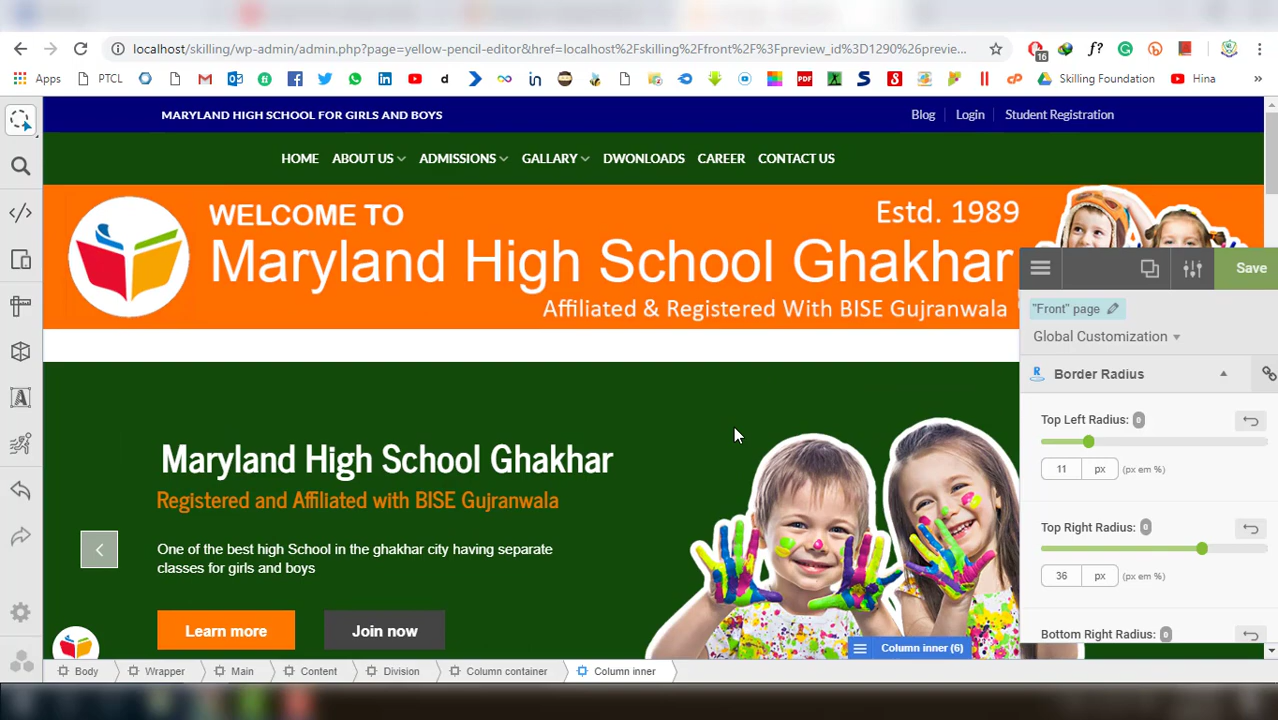 localhost/skilling/wp-admin/admin.php?page=yellow-pencil-editor&href=localhost%2Fskilling%2Ffront%2F%3Fpreview_id%3D1290%26previe...
16
f?
Apps PTCL d in PDF S cP Skilling Foundation Hina »
MARYLAND HIGH SCHOOL FOR GIRLS AND BOYS
Blog Login Student Registration
HOME ABOUT US ADMISSIONS GALLARY DWONLOADS CAREER CONTACT US
WELCOME TO
Estd. 1989
Maryland High School Ghakhar
Affiliated & Registered With BISE Gujranwala
Save
"Front" page
Global Customization
R Border Radius
Top Left Radius: 0
11 px (px em %)
Top Right Radius: 0
36 px (px em %)
Bottom Right Radius: 0
Maryland High School Ghakhar
Registered and Affiliated with BISE Gujranwala
One of the best high School in the ghakhar city having separate
classes for girls and boys
Learn more Join now
Column inner (6)
Body Wrapper Main Content Division Column container Column inner